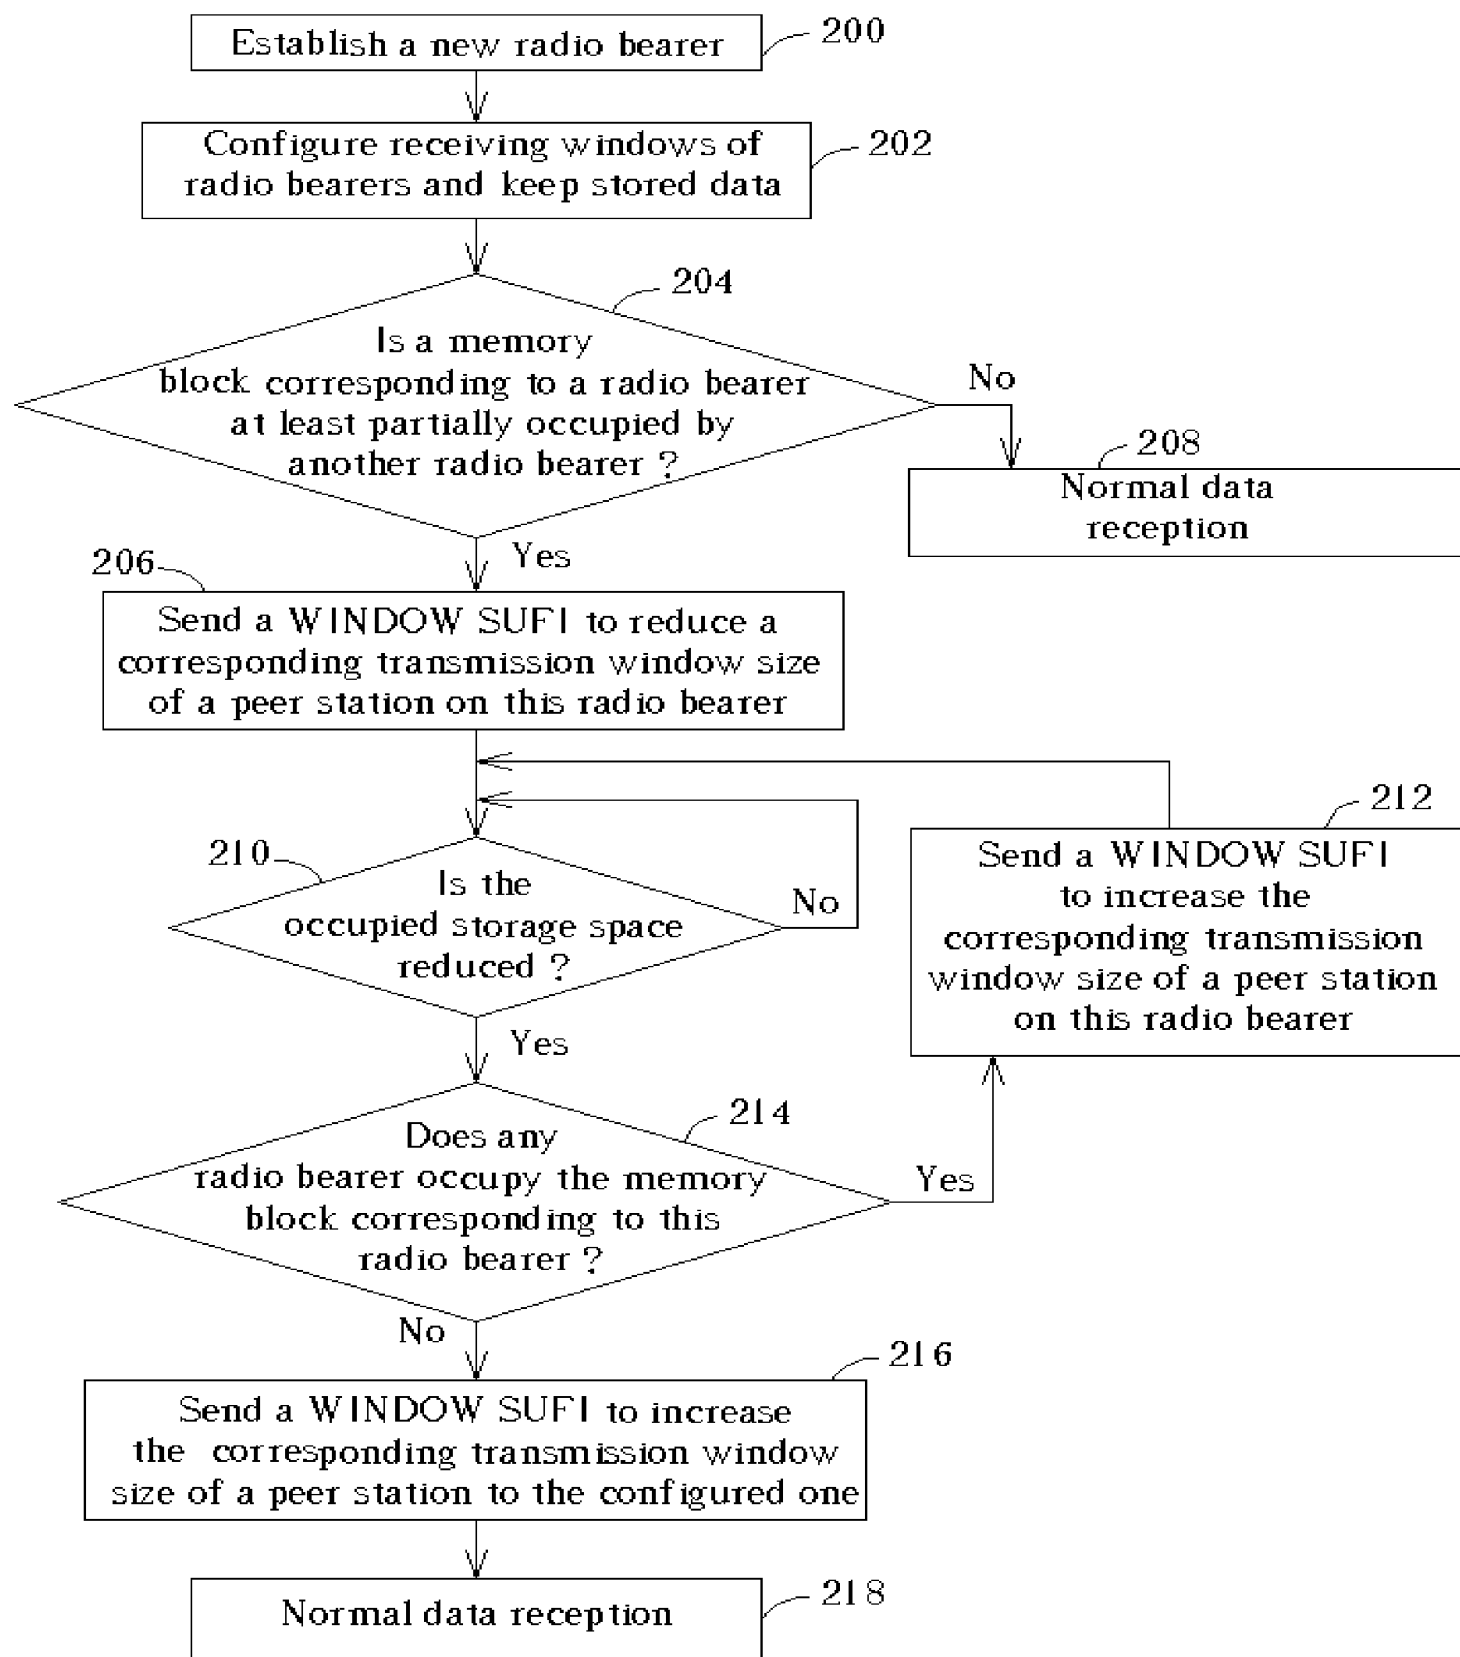 Establish a new radio bearer
200
Configure receiving windows of
radio bearers and keep stored data
202
204
Is a memory
block corresponding to a radio bearer
at least partially occupied by
another radio bearer ?
No
208
Normal data
reception
Yes
206
Send a WINDOW SUFI to reduce a
corresponding transmission window size
of a peer station on this radio bearer
212
Send a WINDOW SUFI
to increase the
corresponding transmission
window size of a peer station
on this radio bearer
210
Is the
occupied storage space
reduced ?
No
Yes
214
Does any
radio bearer occupy the memory
block corresponding to this
radio bearer ?
Yes
No
216
Send a WINDOW SUFI to increase
the corresponding transmission window
size of a peer station to the configured one
Normal data reception
218